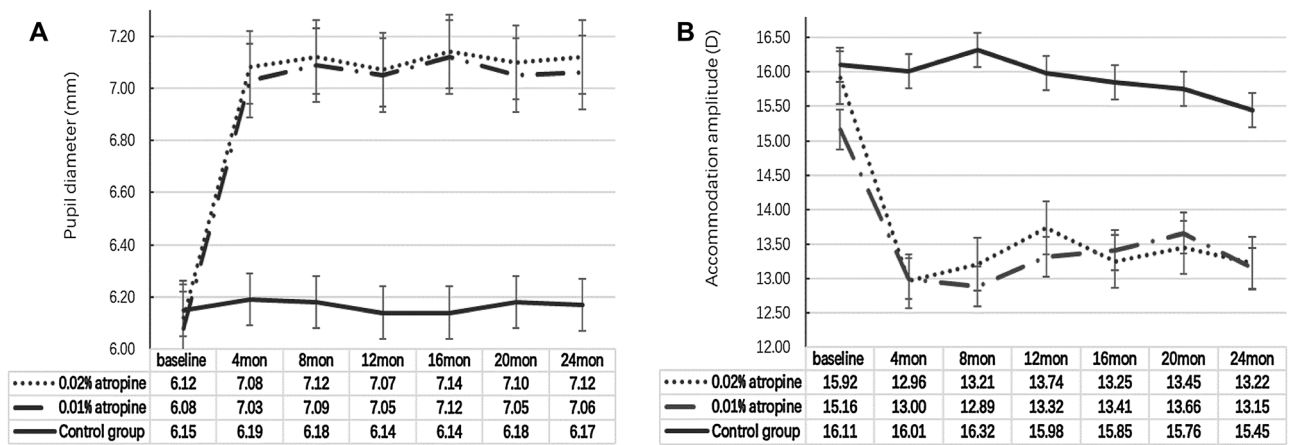 A
Pupil diameter (mm)
7.20
7.00
6.80
6.60
6.40
6.20
6.00
baseline 4mon 8mon 12mon 16mon 20mon 24mon
0.02% atropine 6.12 7.08 7.12 7.07 7.14 7.10 7.12
0.01% atropine 6.08 7.03 7.09 7.05 7.12 7.05 7.06
Control group 6.15 6.19 6.18 6.14 6.14 6.18 6.17
B
Accommodation amplitude (D)
16.50
16.00
15.50
15.00
14.50
14.00
13.50
13.00
12.50
12.00
baseline 4mon 8mon 12mon 16mon 20mon 24mon
0.02% atropine 15.92 12.96 13.21 13.74 13.25 13.45 13.22
0.01% atropine 15.16 13.00 12.89 13.32 13.41 13.66 13.15
Control group 16.11 16.01 16.32 15.98 15.85 15.76 15.45